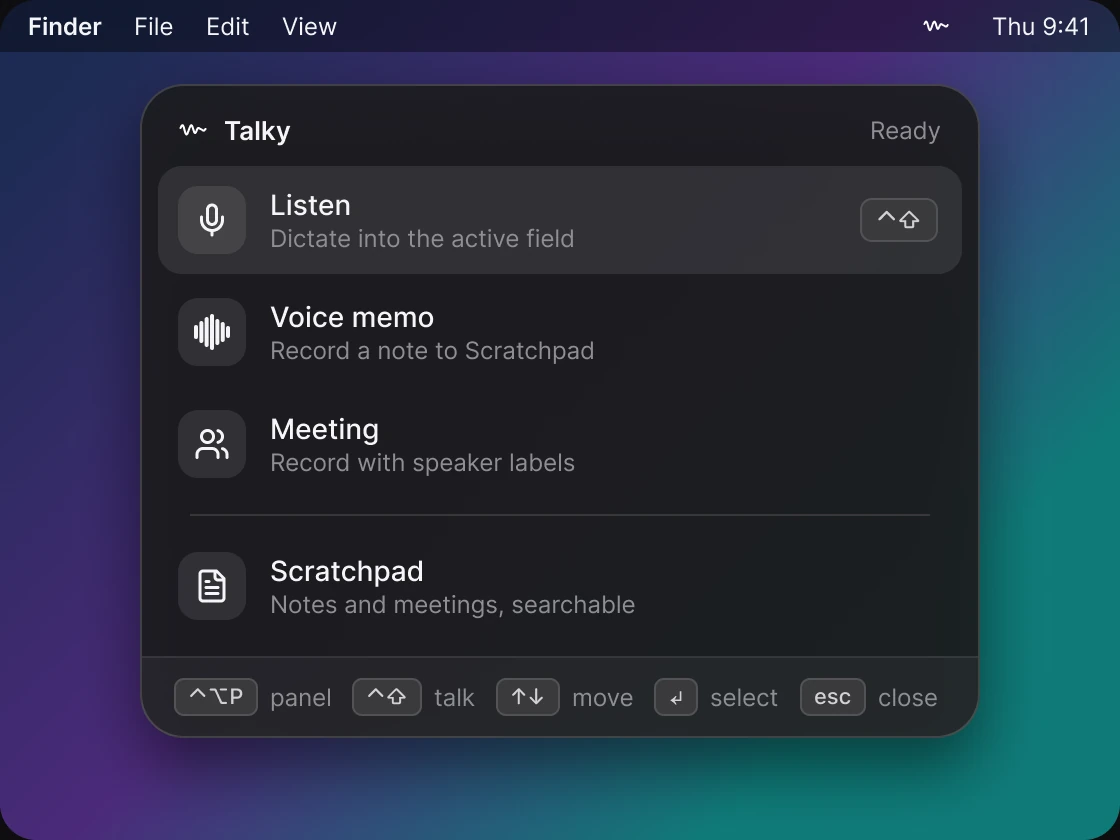 Finder File Edit View Thu 9:41
Talky Ready
Listen
Dictate into the active field
⌃⇧
Voice memo
Record a note to Scratchpad
Meeting
Record with speaker labels
Scratchpad
Notes and meetings, searchable
⌃⌥P panel ⌃⇧ talk ↑↓ move ↵ select esc close